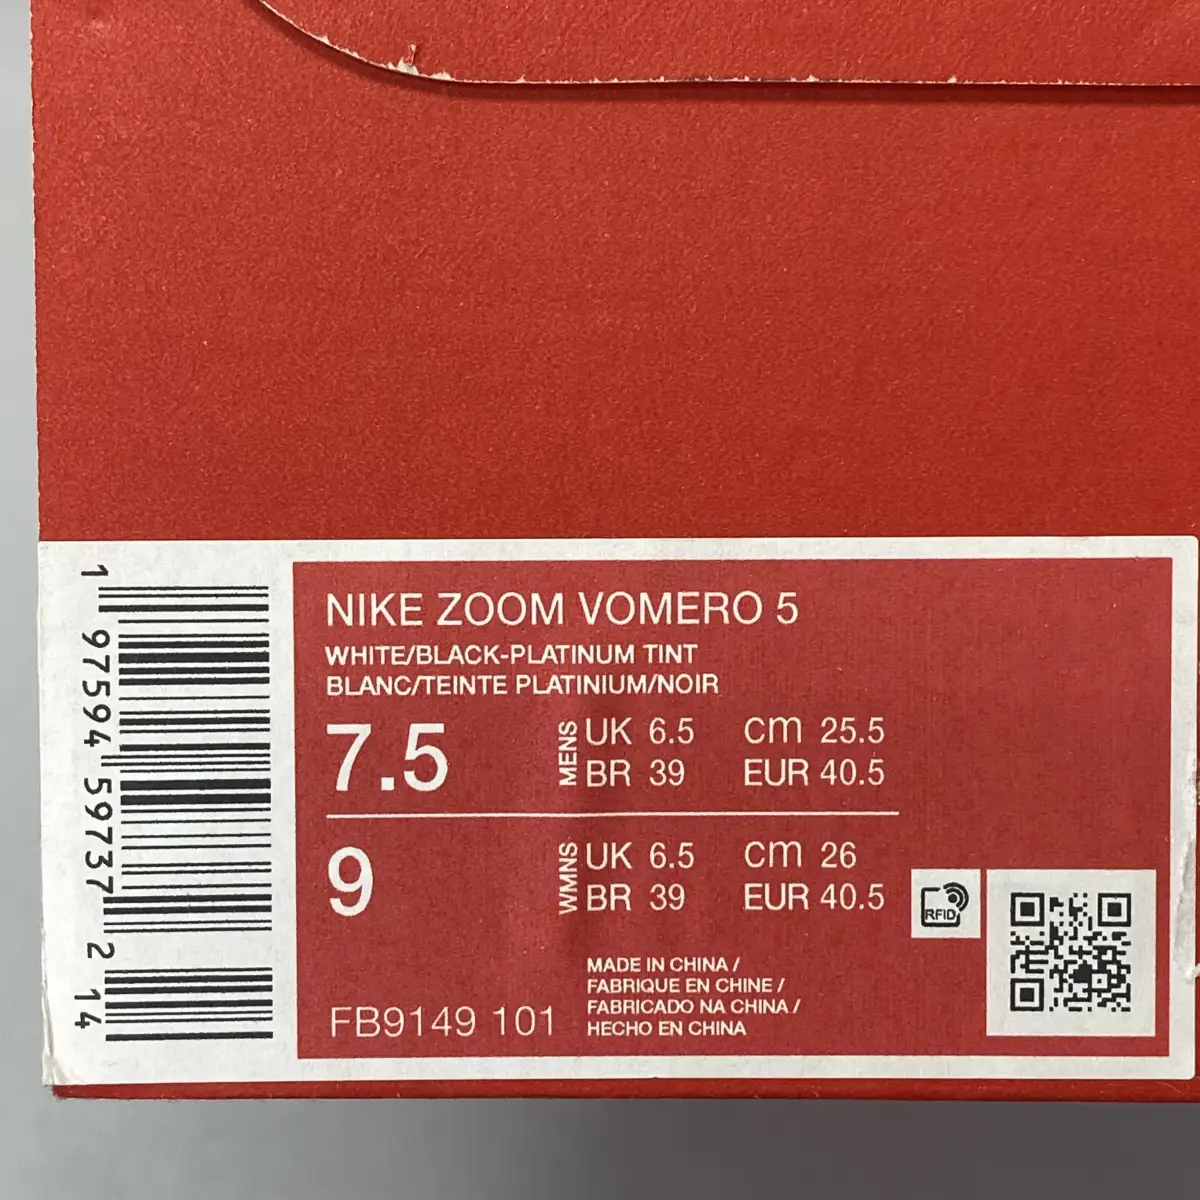 NIKE ZOOM VOMERO 5
WHITE/BLACK-PLATINUM TINT
BLANC/TEINTE PLATINIUM/NOIR
7.5
MENS
UK 6.5 cm 25.5
BR 39 EUR 40.5
9
WMNS
UK 6.5 cm 26
BR 39 EUR 40.5
RFID
FB9149 101
MADE IN CHINA /
FABRIQUE EN CHINE /
FABRICADO NA CHINA /
HECHO EN CHINA
1 97594 59737 2 14